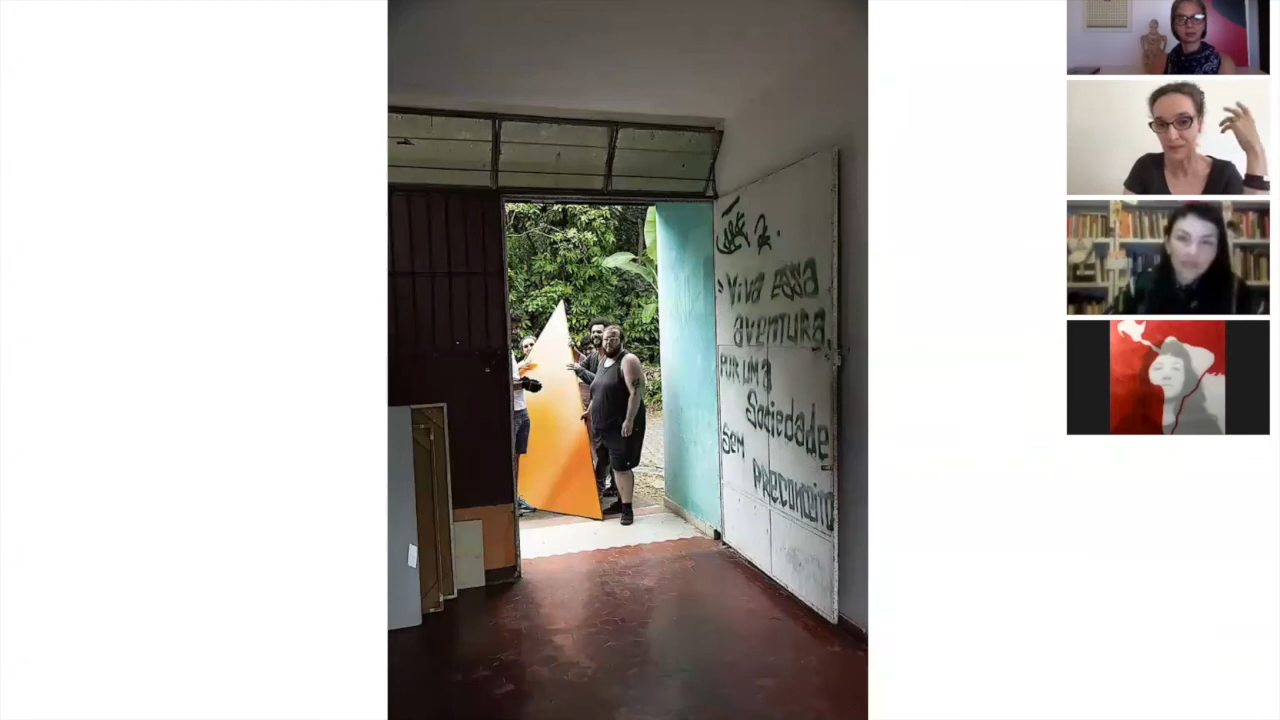 "Viva ESSA
aventura.
POR UMA
Sociedade
Sem
PRECONCEITO